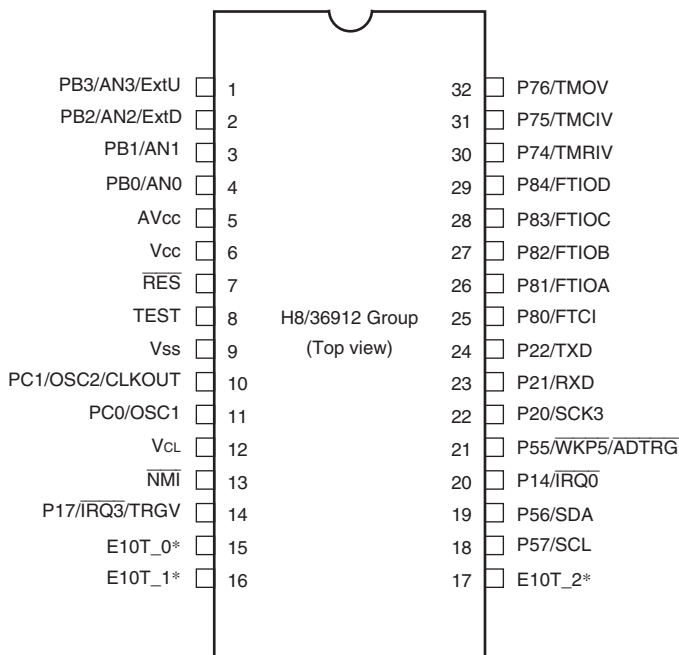 PB3/AN3/ExtU 1
PB2/AN2/ExtD 2
PB1/AN1 3
PB0/AN0 4
AVcc 5
Vcc 6
RES 7
TEST 8
Vss 9
PC1/OSC2/CLKOUT 10
PC0/OSC1 11
VCL 12
NMI 13
P17/IRQ3/TRGV 14
E10T_0* 15
E10T_1* 16
H8/36912 Group
(Top view)
32 P76/TMOV
31 P75/TMCIV
30 P74/TMRIV
29 P84/FTIOD
28 P83/FTIOC
27 P82/FTIOB
26 P81/FTIOA
25 P80/FTCI
24 P22/TXD
23 P21/RXD
22 P20/SCK3
21 P55/WKP5/ADTRG
20 P14/IRQ0
19 P56/SDA
18 P57/SCL
17 E10T_2*